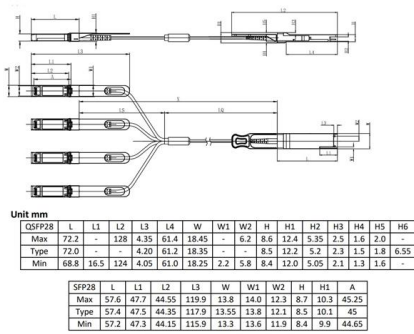 Unit mm
QSFP28 L L1 L2 L3 L4 W W1 W2 H H1 H2 H3 H4 H5 H6
Max 72.2 - 128 4.35 61.4 18.45 - 6.2 8.6 12.4 5.35 2.5 1.6 2.0 -
Type 72.0 - - 4.20 61.2 18.35 - - 8.5 12.2 5.2 2.3 1.5 1.8 6.55
Min 68.8 16.5 124 4.05 61.0 18.25 2.2 5.8 8.4 12.0 5.05 2.1 1.3 1.6 -
SFP28 L L1 L2 L3 W W1 W2 H H1 A
Max 57.6 47.7 44.55 119.9 13.8 14.0 12.3 8.7 10.3 45.25
Type 57.4 47.5 44.35 117.9 13.55 13.8 12.1 8.5 10.1 45
Min 57.2 47.3 44.15 115.9 13.3 13.6 11.9 8.4 9.9 44.65